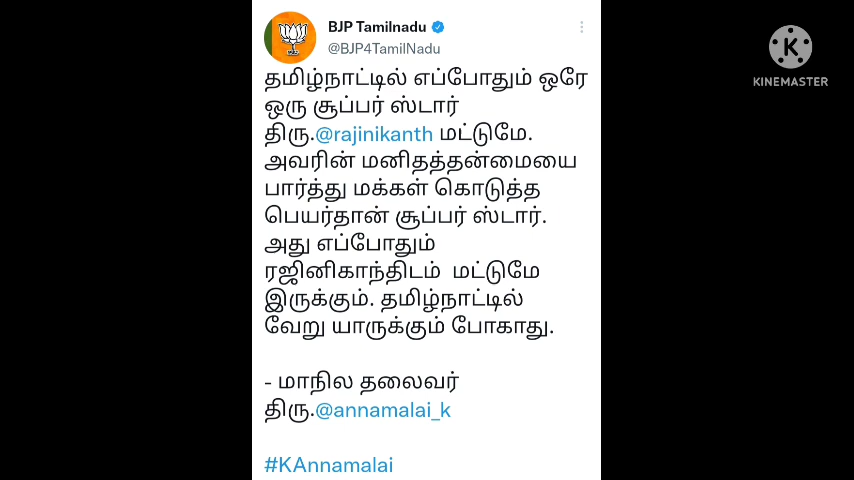 BJP Tamilnadu
@BJP4TamilNadu
தமிழ்நாட்டில் எப்போதும் ஒரே
ஒரு சூப்பர் ஸ்டார்
திரு.@rajinikanth மட்டுமே.
அவரின் மனிதத்தன்மையை
பார்த்து மக்கள் கொடுத்த
பெயர்தான் சூப்பர் ஸ்டார்.
அது எப்போதும்
ரஜினிகாந்திடம் மட்டுமே
இருக்கும். தமிழ்நாட்டில்
வேறு யாருக்கும் போகாது.
- மாநில தலைவர்
திரு.@annamalai_k
#KAnnamalai
K
KINEMASTER